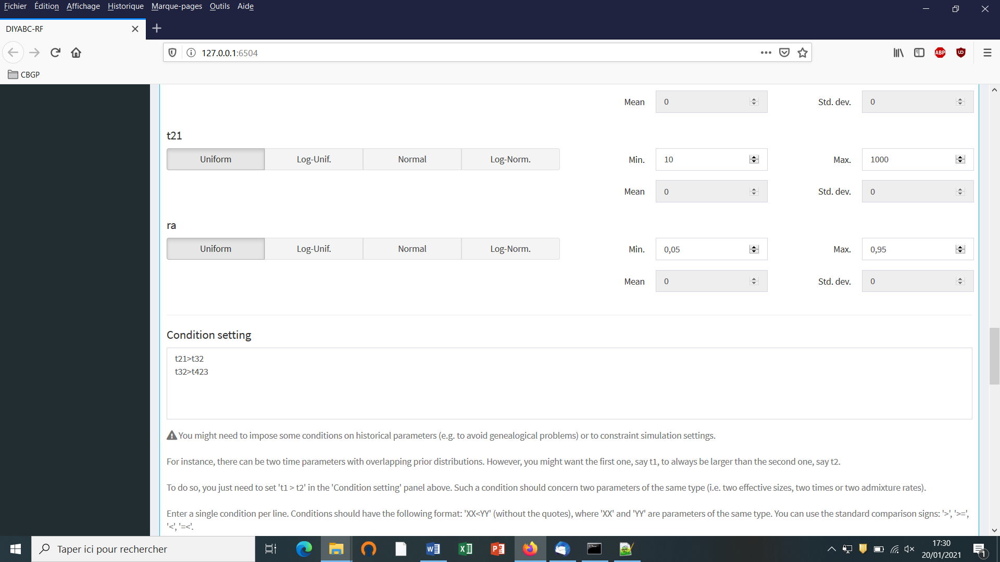 Fichier Édition Affichage Historique Marque-pages Outils Aide
DIYABC-RF
127.0.0.1:6504
ABP
CBGP
Mean 0 Std. dev. 0
t21
Uniform Log-Unif. Normal Log-Norm. Min. 10 Max. 1000
Mean 0 Std. dev. 0
ra
Uniform Log-Unif. Normal Log-Norm. Min. 0,05 Max. 0,95
Mean 0 Std. dev. 0
Condition setting
t21>t32
t32>t423
You might need to impose some conditions on historical parameters (e.g. to avoid genealogical problems) or to constraint simulation settings.
For instance, there can be two time parameters with overlapping prior distributions. However, you might want the first one, say t1, to always be larger than the second one, say t2.
To do so, you just need to set 't1 > t2' in the 'Condition setting' panel above. Such a condition should concern two parameters of the same type (i.e. two effective sizes, two times or two admixture rates).
Enter a single condition per line. Conditions should have the following format: 'XX<YY' (without the quotes), where 'XX' and 'YY' are parameters of the same type. You can use the standard comparison signs: '>', '>=',
'<', '=<'.
Taper ici pour rechercher
17:30
20/01/2021
1